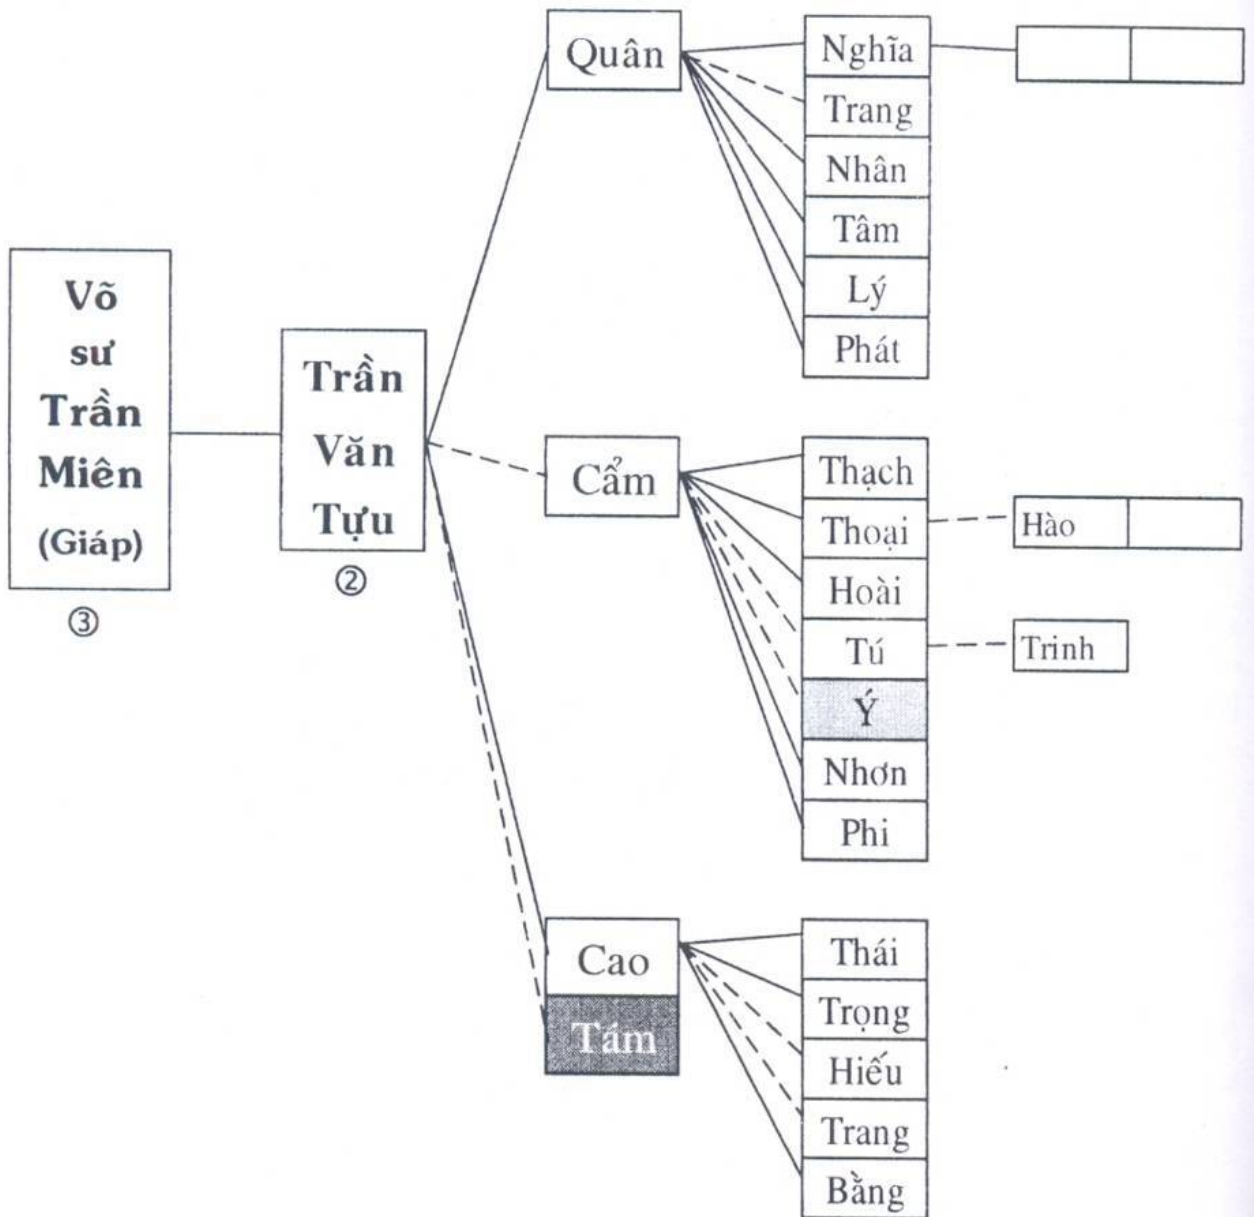 Võ
sư
Trần
Miên
(Giáp)
③
Trần
Văn
Tựu
②
Quân
Nghĩa
Trang
Nhân
Tâm
Lý
Phát
Cẩm
Thạch
Thoại
Hào
Hoài
Tú
Trinh
Ý
Nhơn
Phi
Cao
Tám
Thái
Trọng
Hiếu
Trang
Bằng